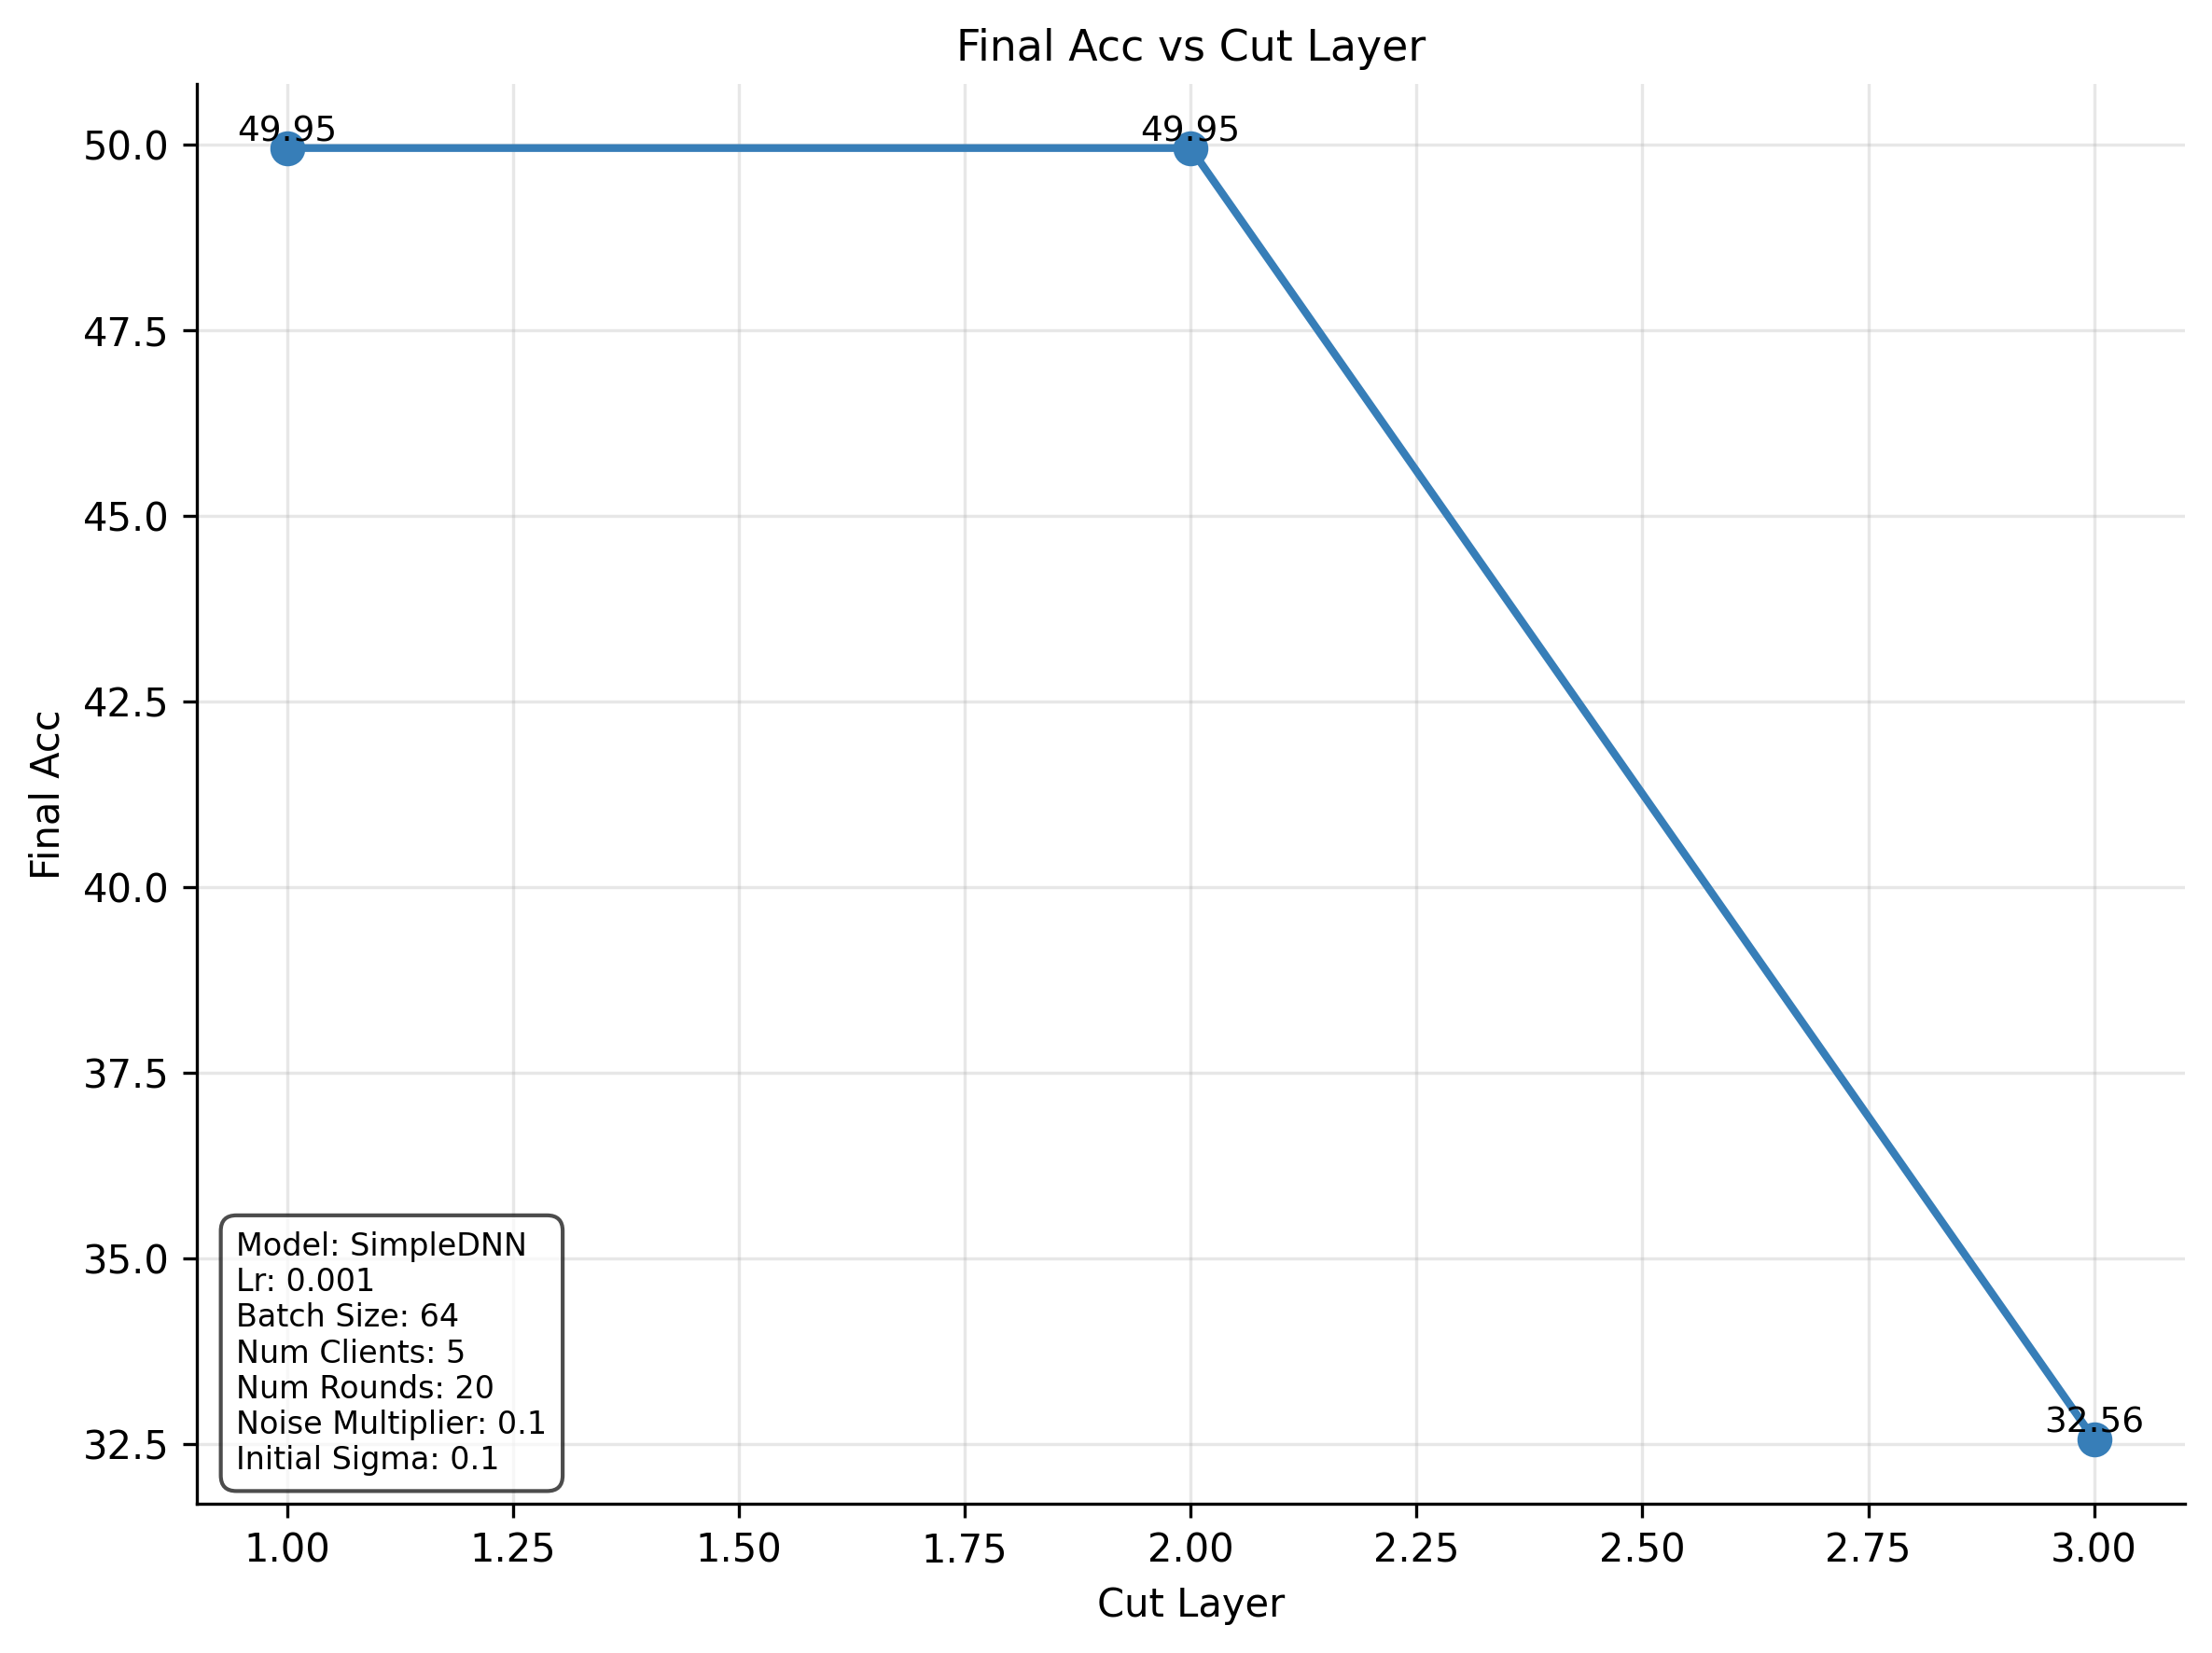 Final Acc vs Cut Layer
49.95
49.95
50.0
47.5
45.0
42.5
40.0
37.5
35.0
32.5
Final Acc
32.56
Model: SimpleDNN
Lr: 0.001
Batch Size: 64
Num Clients: 5
Num Rounds: 20
Noise Multiplier: 0.1
Initial Sigma: 0.1
1.00 1.25 1.50 1.75 2.00 2.25 2.50 2.75 3.00
Cut Layer